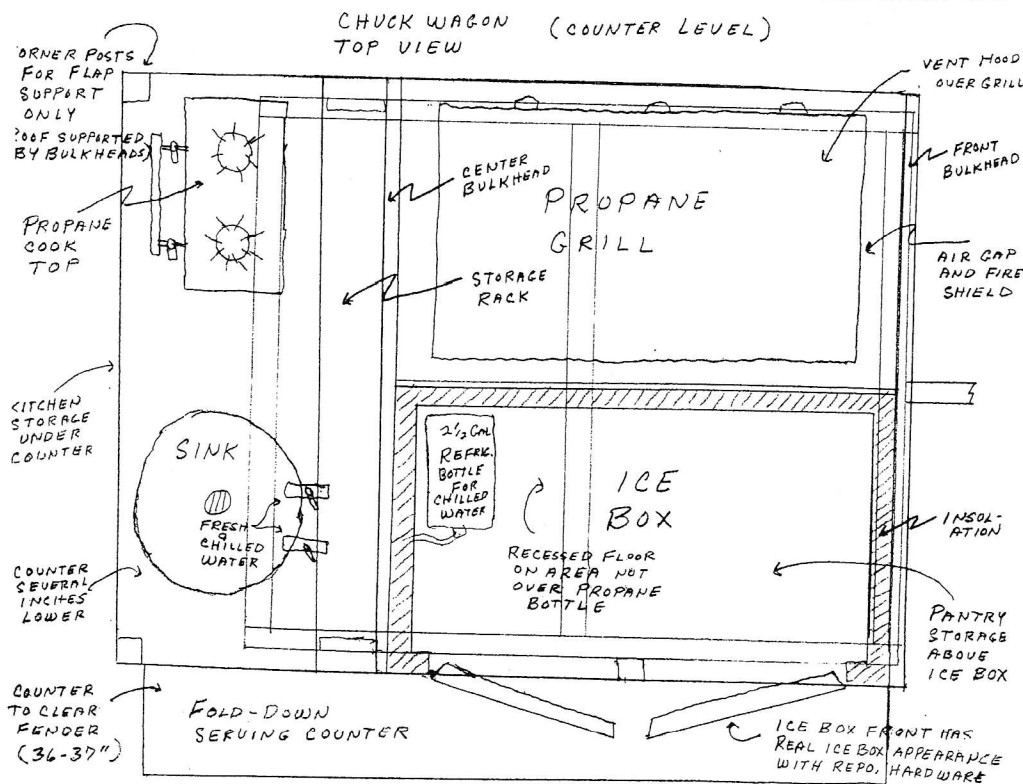 CHUCK WAGON (COUNTER LEVEL)
TOP VIEW
ORNER POSTS
FOR FLAP
SUPPORT
ONLY
OOF SUPPORTED
BY BULKHEADS)
PROPANE
COOK
TOP
KITCHEN
STORAGE
UNDER
COUNTER
COUNTER
SEVERAL
INCHES
LOWER
COUNTER
TO CLEAR
FENDER
(36-37")
SINK
FRESH
&
CHILLED
WATER
FOLD-DOWN
SERVING COUNTER
CENTER
BULKHEAD
STORAGE
RACK
PROPANE
GRILL
2 1/2 GAL
REFRIG.
BOTTLE
FOR
CHILLED
WATER
ICE
BOX
RECESSED FLOOR
ON AREA NOT
OVER PROPANE
BOTTLE
VENT HOOD
OVER GRILL
FRONT
BULKHEAD
AIR GAP
AND FIRE
SHIELD
INSOL-
ATION
PANTRY
STORAGE
ABOVE
ICE BOX
ICE BOX FRONT HAS
REAL ICE BOX APPEARANCE
WITH REPO. HARDWARE